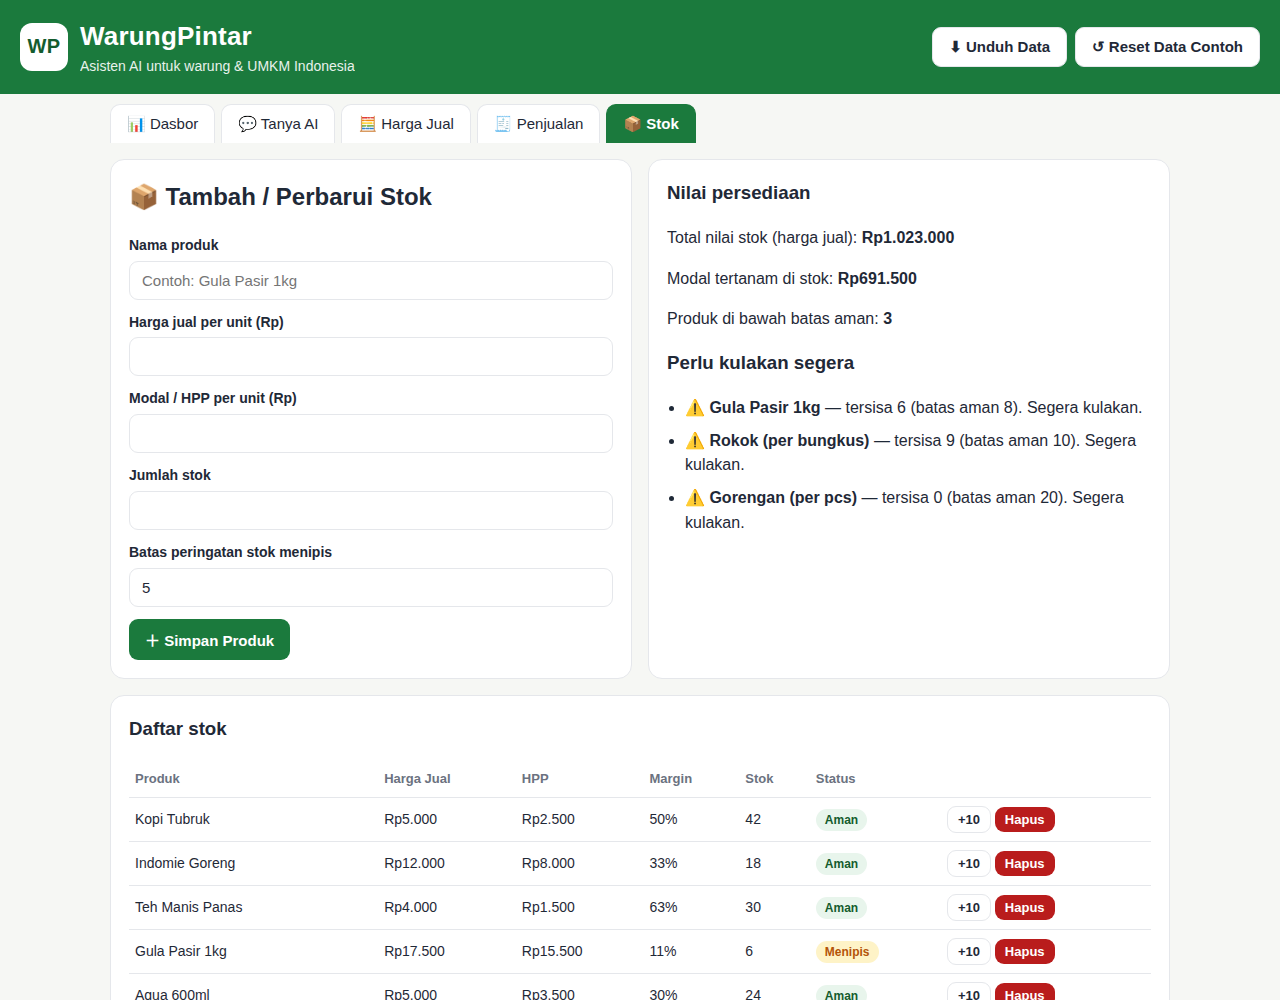 WP
WarungPintar
Asisten AI untuk warung & UMKM Indonesia
⬇ Unduh Data
↺ Reset Data Contoh
📊 Dasbor
💬 Tanya AI
🧮 Harga Jual
🧾 Penjualan
📦 Stok
📦 Tambah / Perbarui Stok
Nama produk
Contoh: Gula Pasir 1kg
Harga jual per unit (Rp)
Modal / HPP per unit (Rp)
Jumlah stok
Batas peringatan stok menipis
5
＋ Simpan Produk
Nilai persediaan
Total nilai stok (harga jual): Rp1.023.000
Modal tertanam di stok: Rp691.500
Produk di bawah batas aman: 3
Perlu kulakan segera
• ⚠️ Gula Pasir 1kg — tersisa 6 (batas aman 8). Segera kulakan.
• ⚠️ Rokok (per bungkus) — tersisa 9 (batas aman 10). Segera
kulakan.
• ⚠️ Gorengan (per pcs) — tersisa 0 (batas aman 20). Segera
kulakan.
Daftar stok
Produk Harga Jual HPP Margin Stok Status
Kopi Tubruk Rp5.000 Rp2.500 50% 42 Aman +10 Hapus
Indomie Goreng Rp12.000 Rp8.000 33% 18 Aman +10 Hapus
Teh Manis Panas Rp4.000 Rp1.500 63% 30 Aman +10 Hapus
Gula Pasir 1kg Rp17.500 Rp15.500 11% 6 Menipis +10 Hapus
Aqua 600ml Rp5.000 Rp3.500 30% 24 Aman +10 Hapus